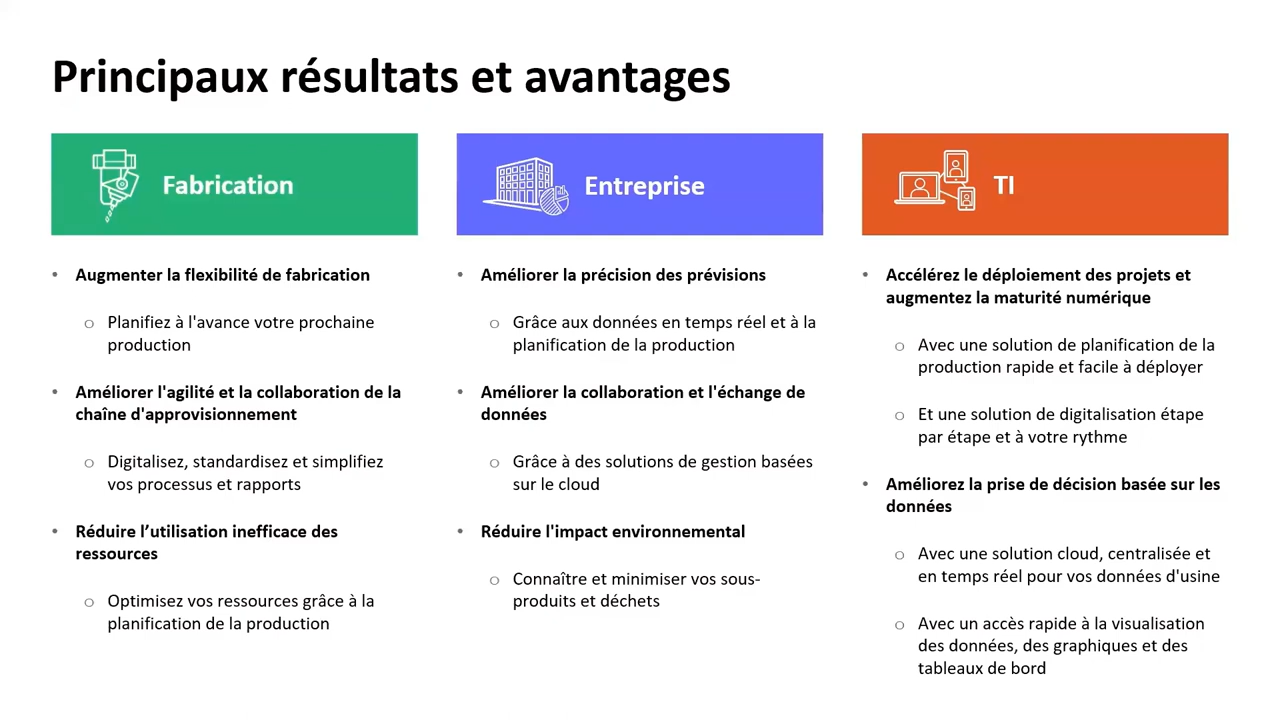 Principaux résultats et avantages
Fabrication
• Augmenter la flexibilité de fabrication
o Planifiez à l'avance votre prochaine
production
• Améliorer l'agilité et la collaboration de la
chaîne d'approvisionnement
o Digitalisez, standardisez et simplifiez
vos processus et rapports
• Réduire l’utilisation inefficace des
ressources
o Optimisez vos ressources grâce à la
planification de la production
Entreprise
• Améliorer la précision des prévisions
o Grâce aux données en temps réel et à la
planification de la production
• Améliorer la collaboration et l'échange de
données
o Grâce à des solutions de gestion basées
sur le cloud
• Réduire l'impact environnemental
o Connaître et minimiser vos sous-
produits et déchets
TI
• Accélérez le déploiement des projets et
augmentez la maturité numérique
o Avec une solution de planification de la
production rapide et facile à déployer
o Et une solution de digitalisation étape
par étape et à votre rythme
• Améliorez la prise de décision basée sur les
données
o Avec une solution cloud, centralisée et
en temps réel pour vos données d'usine
o Avec un accès rapide à la visualisation
des données, des graphiques et des
tableaux de bord